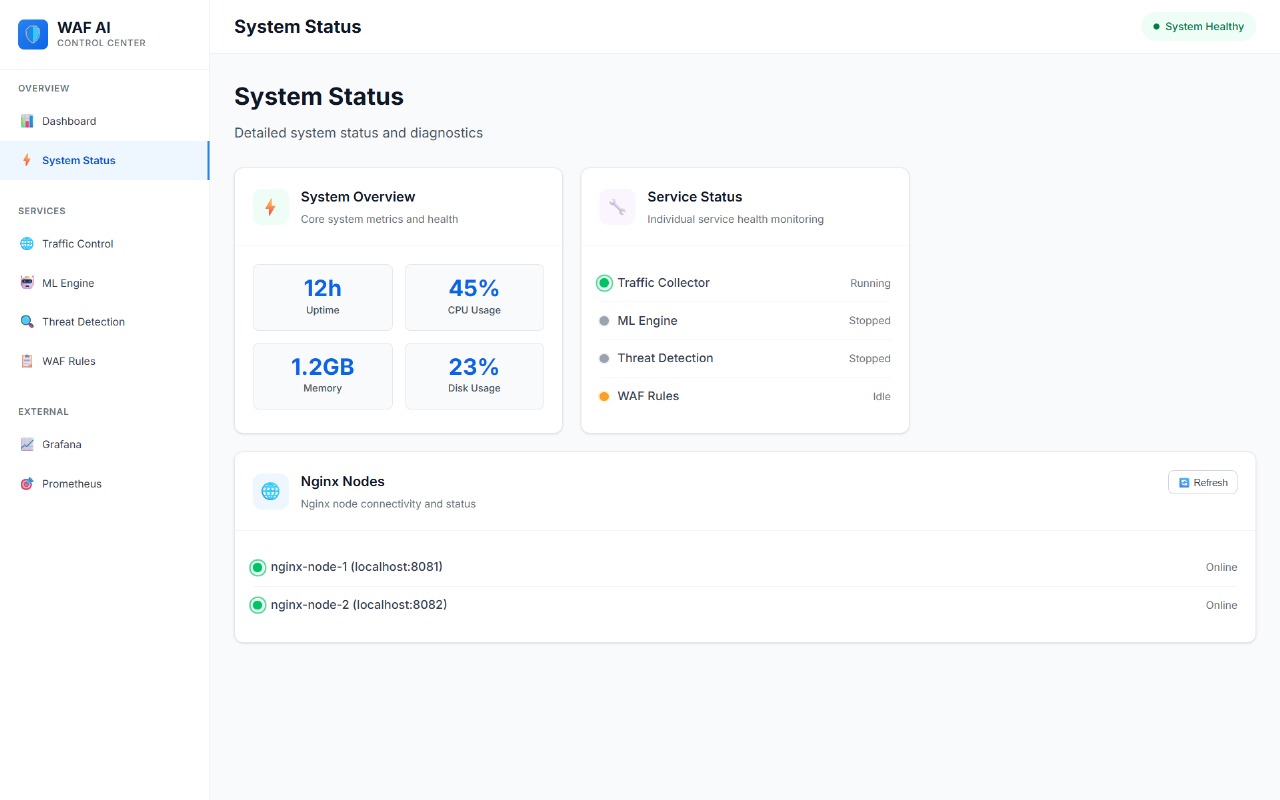 WAF AI
CONTROL CENTER
OVERVIEW
Dashboard
System Status
SERVICES
Traffic Control
ML Engine
Threat Detection
WAF Rules
EXTERNAL
Grafana
Prometheus
System Status
System Healthy
System Status
Detailed system status and diagnostics
System Overview
Core system metrics and health
12h
Uptime
45%
CPU Usage
1.2GB
Memory
23%
Disk Usage
Service Status
Individual service health monitoring
Traffic Collector Running
ML Engine Stopped
Threat Detection Stopped
WAF Rules Idle
Nginx Nodes
Nginx node connectivity and status
Refresh
nginx-node-1 (localhost:8081) Online
nginx-node-2 (localhost:8082) Online